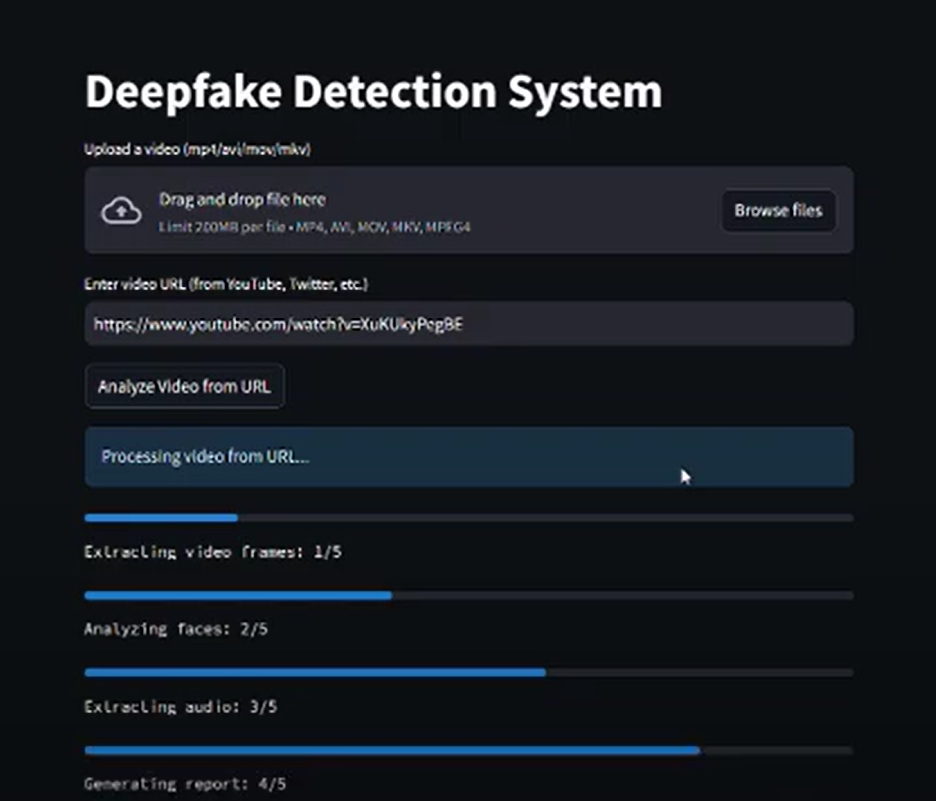 Deepfake Detection System
Upload a video (mp4/avi/mov/mkv)
Drag and drop file here
Limit 200MB per file • MP4, AVI, MOV, MKV, MPEG4
Browse files
Enter video URL (from YouTube, Twitter, etc.)
https://www.youtube.com/watch?v=XuKUkyPegBE
Analyze Video from URL
Processing video from URL...
Extracting video frames: 1/5
Analyzing faces: 2/5
Extracting audio: 3/5
Generating report: 4/5